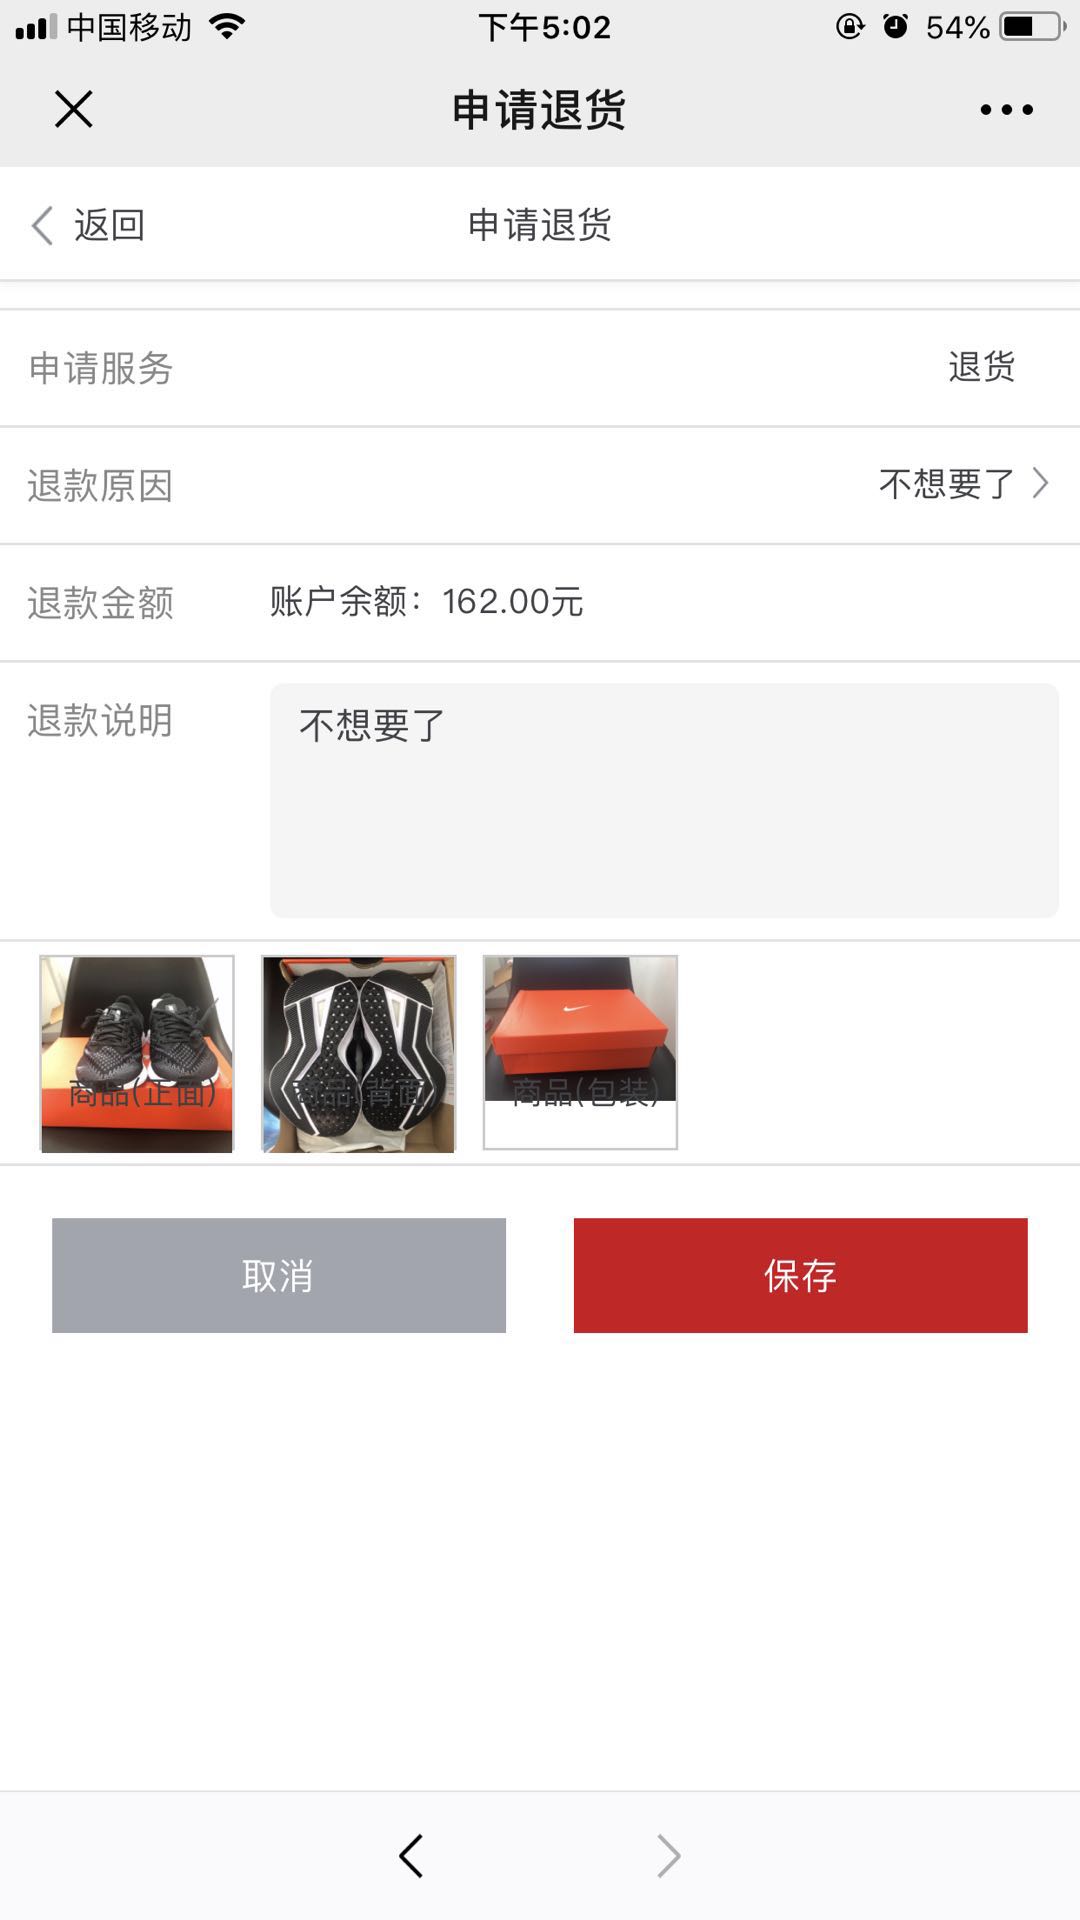 中国移动 下午5:02 54%
申请退货
返回 申请退货
申请服务 退货
退款原因 不想要了
退款金额 账户余额：162.00元
退款说明 不想要了
商品(正面) 商品(背面) 商品(包装)
取消 保存